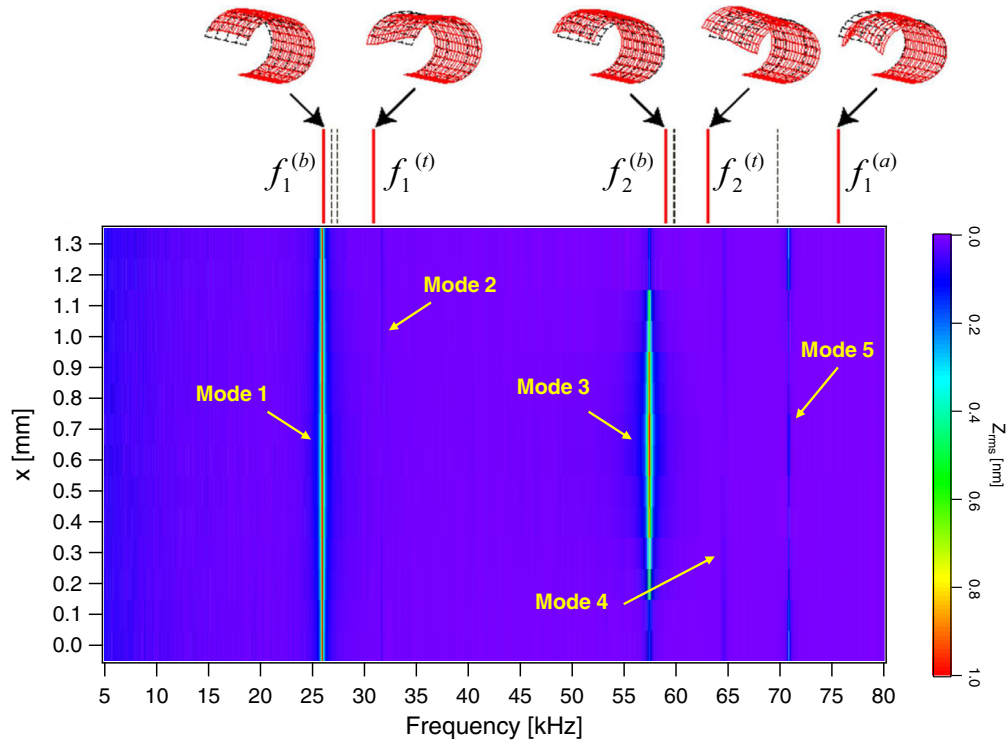 f₁⁽ᵇ⁾ f₁⁽ᵗ⁾ f₂⁽ᵇ⁾ f₂⁽ᵗ⁾ f₁⁽ᵃ⁾
1.3
1.2
1.1
1.0
0.9
0.8
0.7
0.6
0.5
0.4
0.3
0.2
0.1
0.0
x [mm]
Mode 2
Mode 5
Mode 1
Mode 3
Mode 4
5 10 15 20 25 30 35 40 45 50 55 60 65 70 75 80
Frequency [kHz]
0.0
0.2
0.4
0.6
0.8
1.0
Zrms [nm]